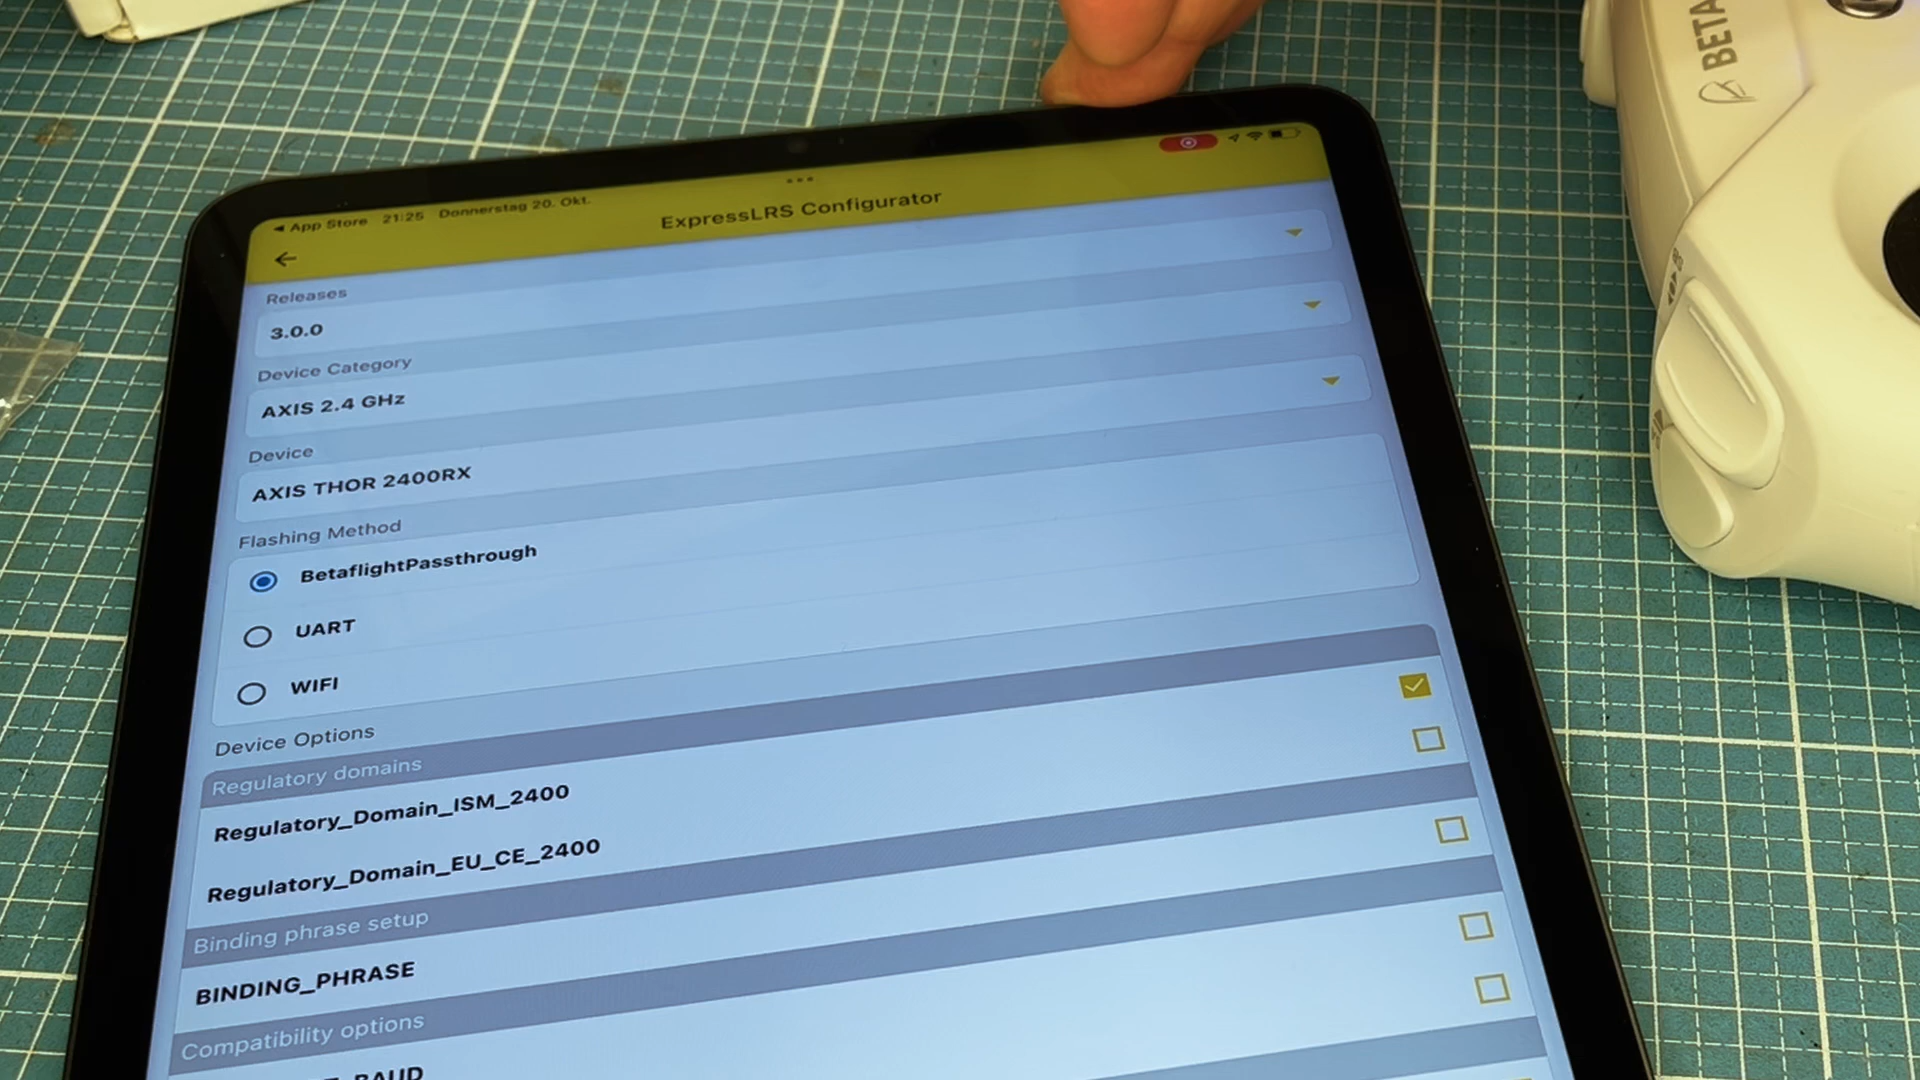 ◄ App Store 21:25 Donnerstag 20. Okt.
ExpressLRS Configurator
Releases
3.0.0
Device Category
AXIS 2.4 GHz
Device
AXIS THOR 2400RX
Flashing Method
BetaflightPassthrough
UART
WIFI
Device Options
Regulatory domains
Regulatory_Domain_ISM_2400
Regulatory_Domain_EU_CE_2400
Binding phrase setup
BINDING_PHRASE
Compatibility options
BAUD
BETA